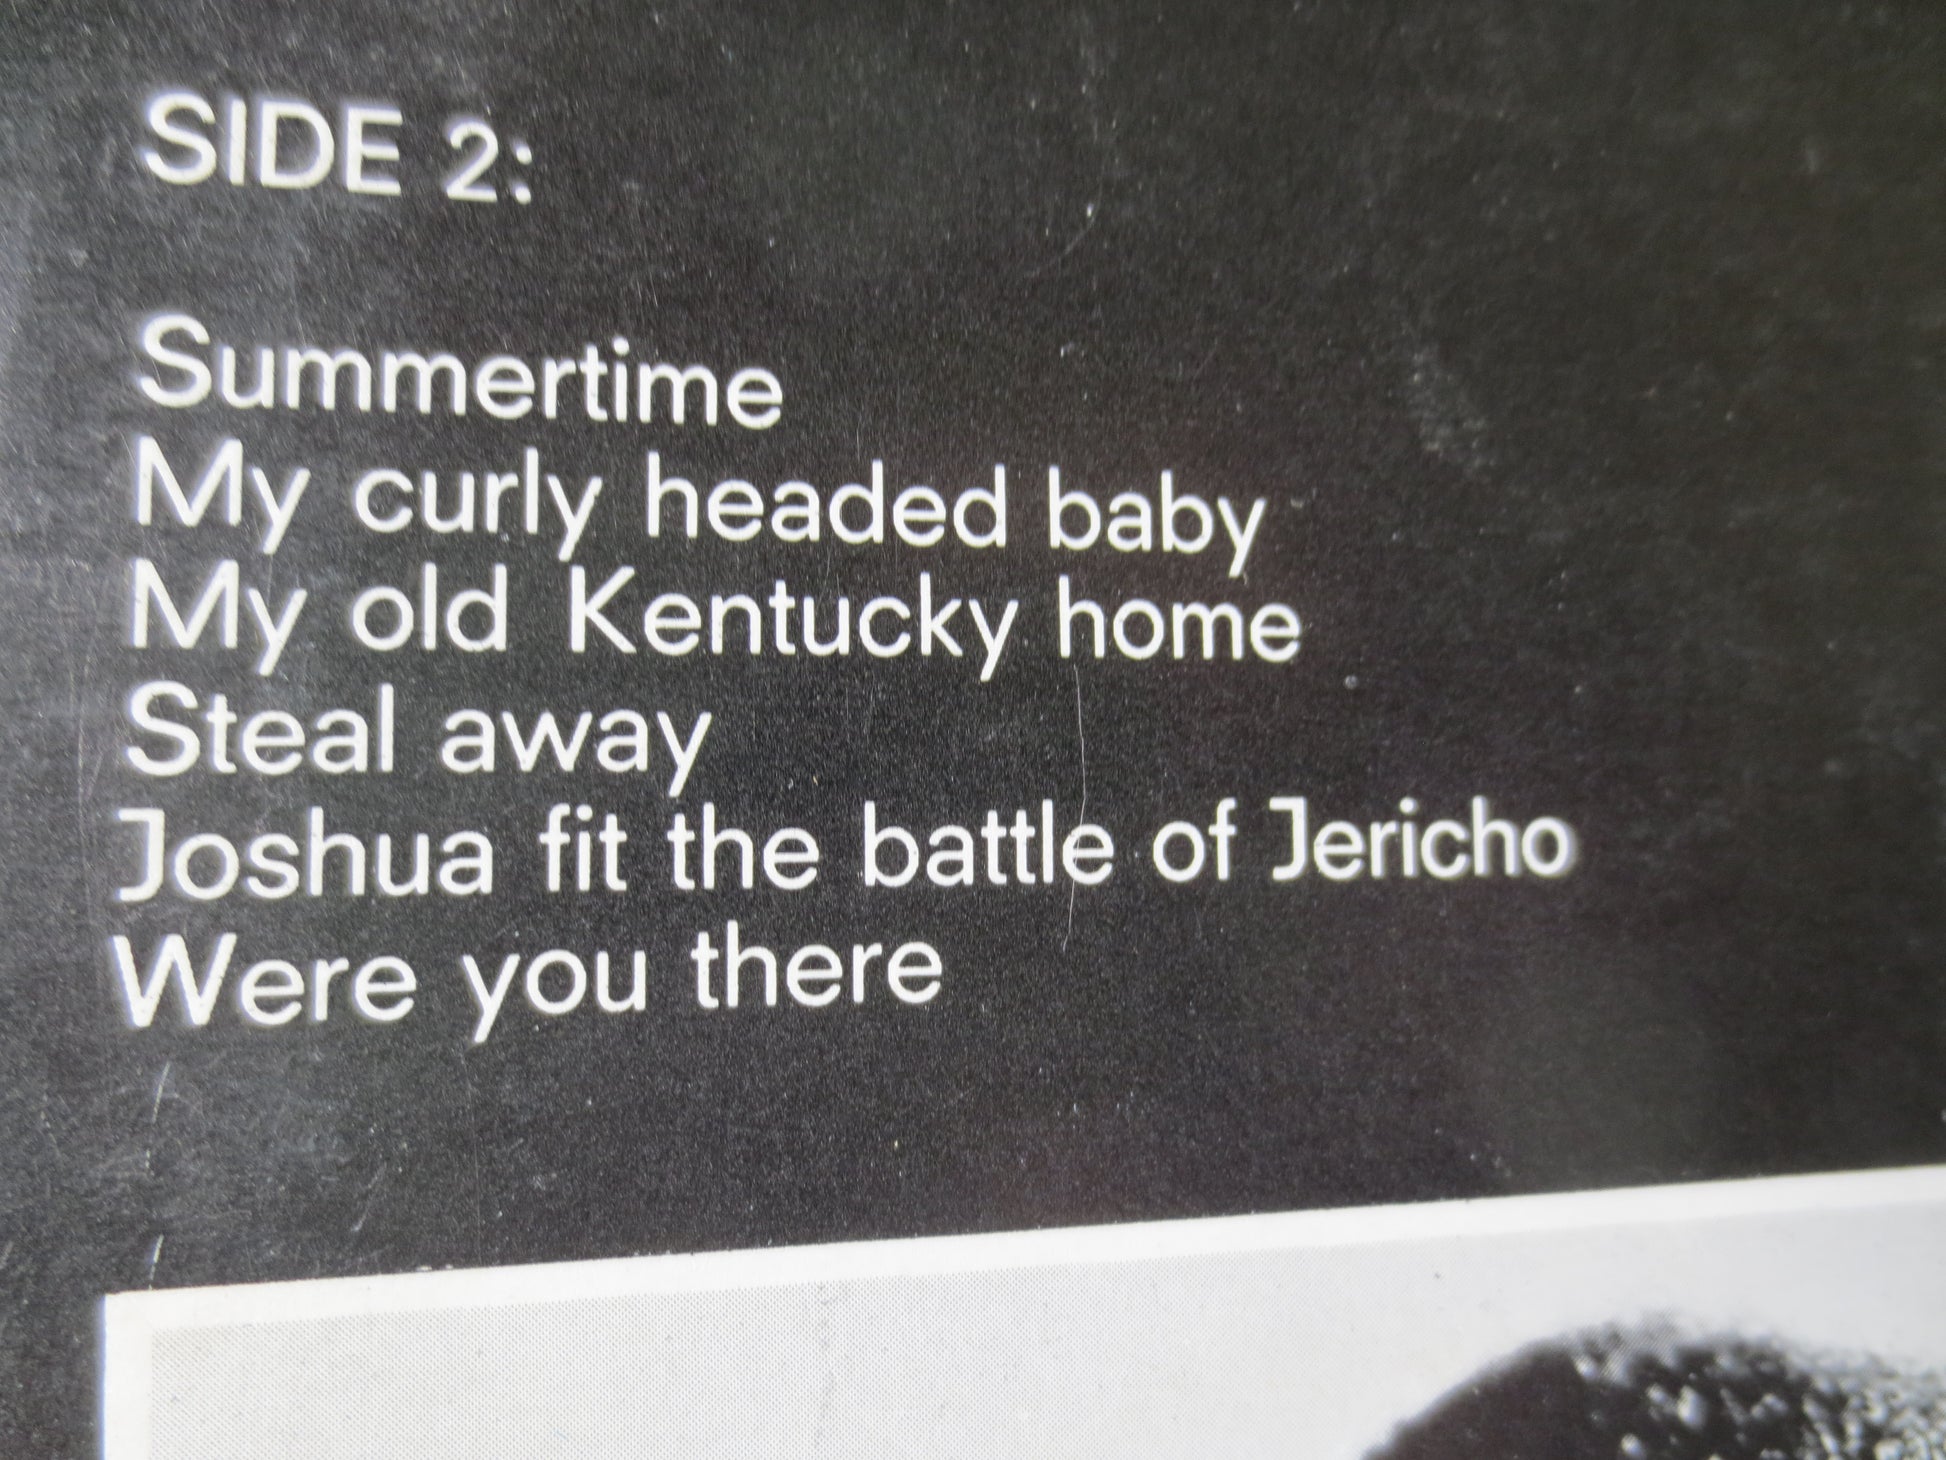 SIDE 2:
Summertime
My curly headed baby
My old Kentucky home
Steal away
Joshua fit the battle of Jericho
Were you there